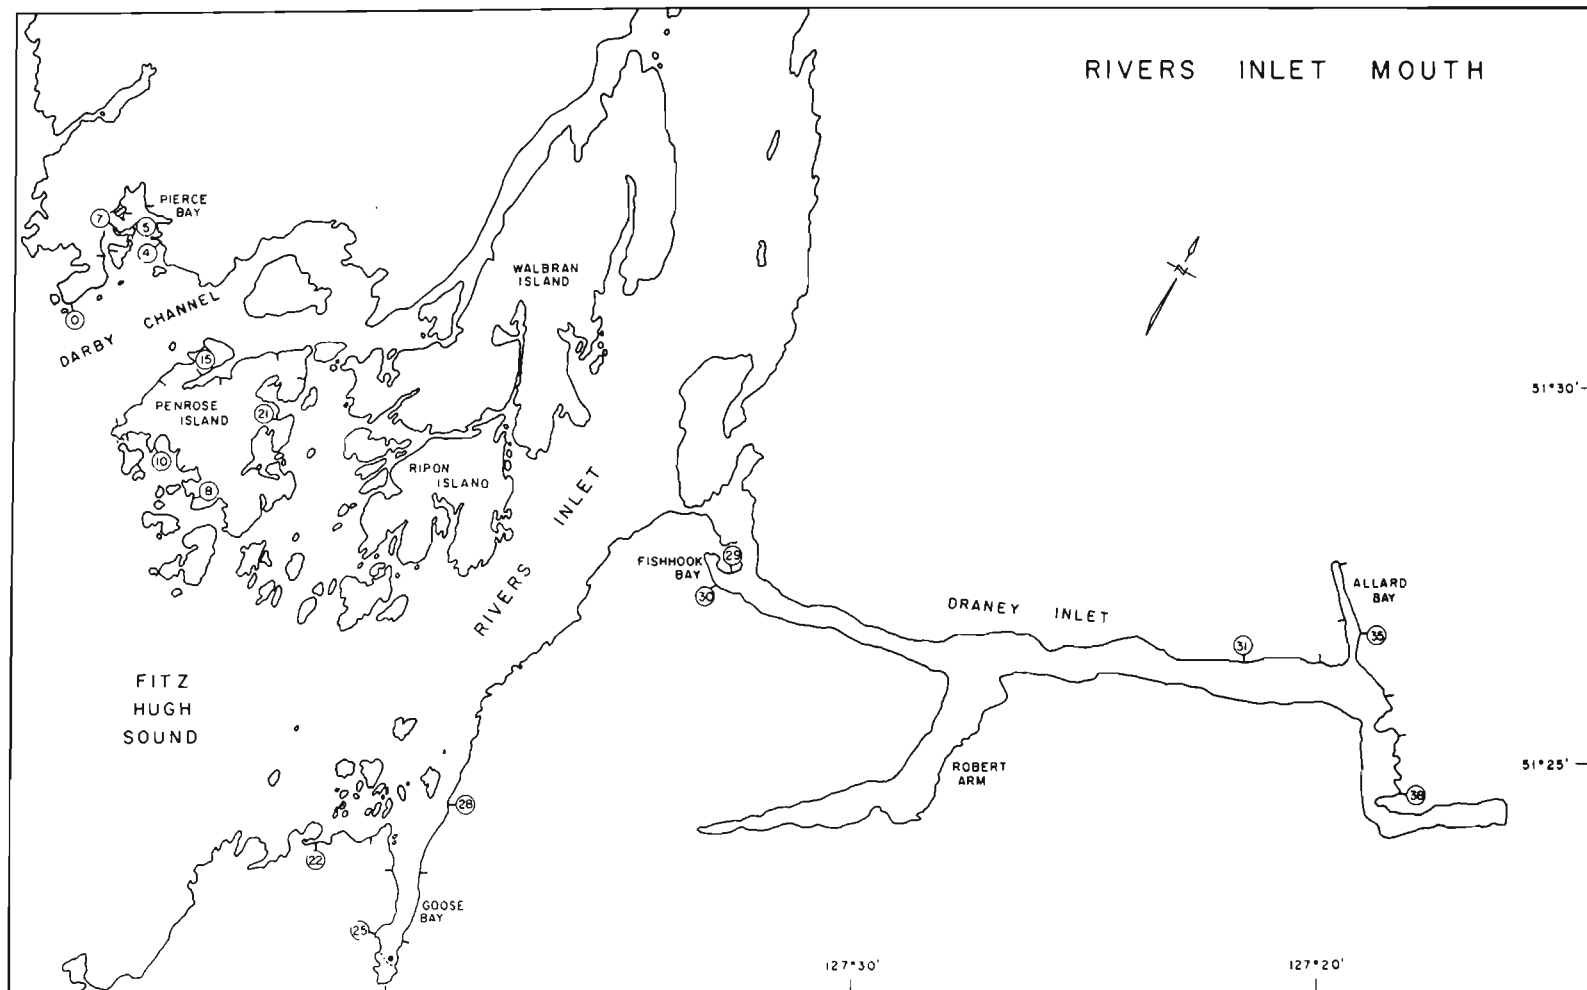 RIVERS INLET MOUTH
PIERCE
BAY
7
5
4
0
DARBY CHANNEL
WALBRAN
ISLAND
15
PENROSE
ISLAND
21
10
8
RIPON
ISLAND
RIVERS INLET
N
51°30'
FISHHOOK
BAY
29
30
DRANEY INLET
ALLARD
BAY
31
35
FITZ
HUGH
SOUND
ROBERT
ARM
51°25'
38
28
22
GOOSE
BAY
25
127°30'
127°20'